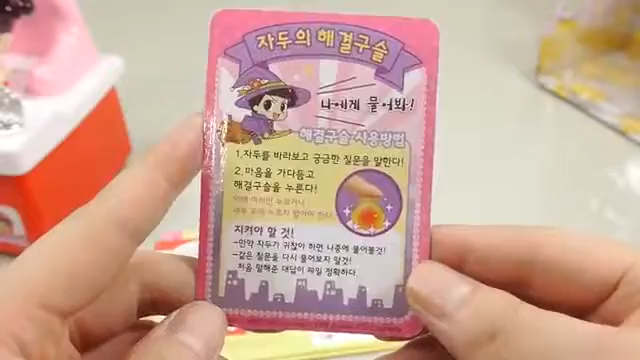 자두의 해결구슬
나에게 물어봐!
해결구슬 사용방법
1.자두를 바라보고 궁금한 질문을 말한다!
2.마음을 가다듬고
해결구슬을 누른다!
지켜야 할 것!
-만약 자두가 귀찮아 하면 나중에 물어볼것!
-같은 질문을 다시 물어보지 말것!
처음 말해준 대답이 제일 정확하다